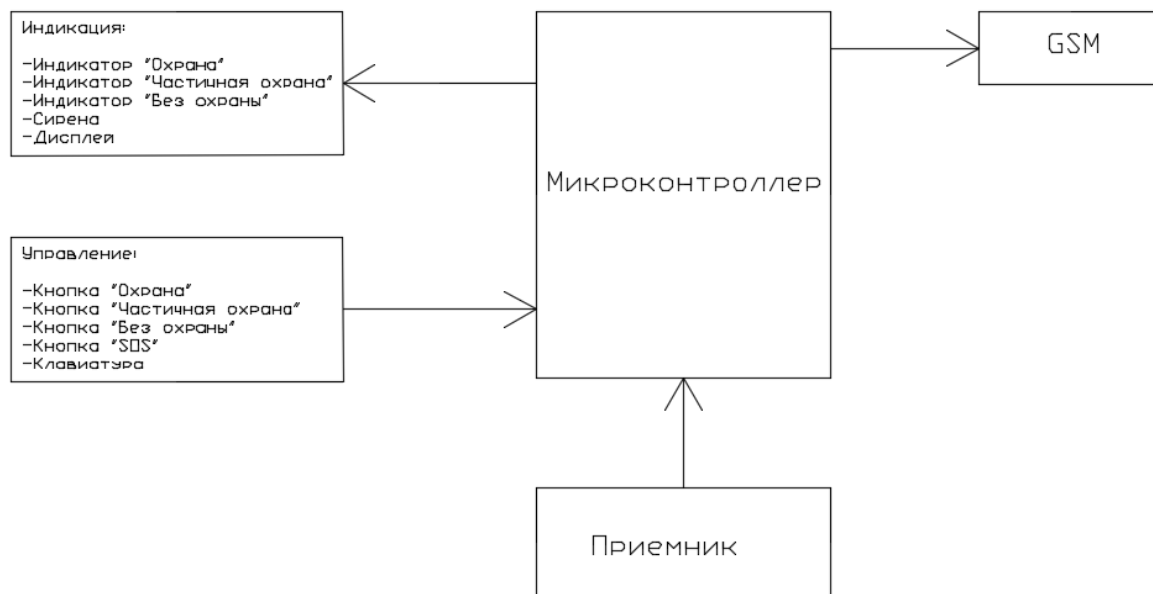 Индикация:
-Индикатор "Охрана"
-Индикатор "Частичная охрана"
-Индикатор "Без охраны"
-Сирена
-Дисплей
Управление:
-Кнопка "Охрана"
-Кнопка "Частичная охрана"
-Кнопка "Без охраны"
-Кнопка "SOS"
-Клавиатура
Микроконтроллер
GSM
Приемник